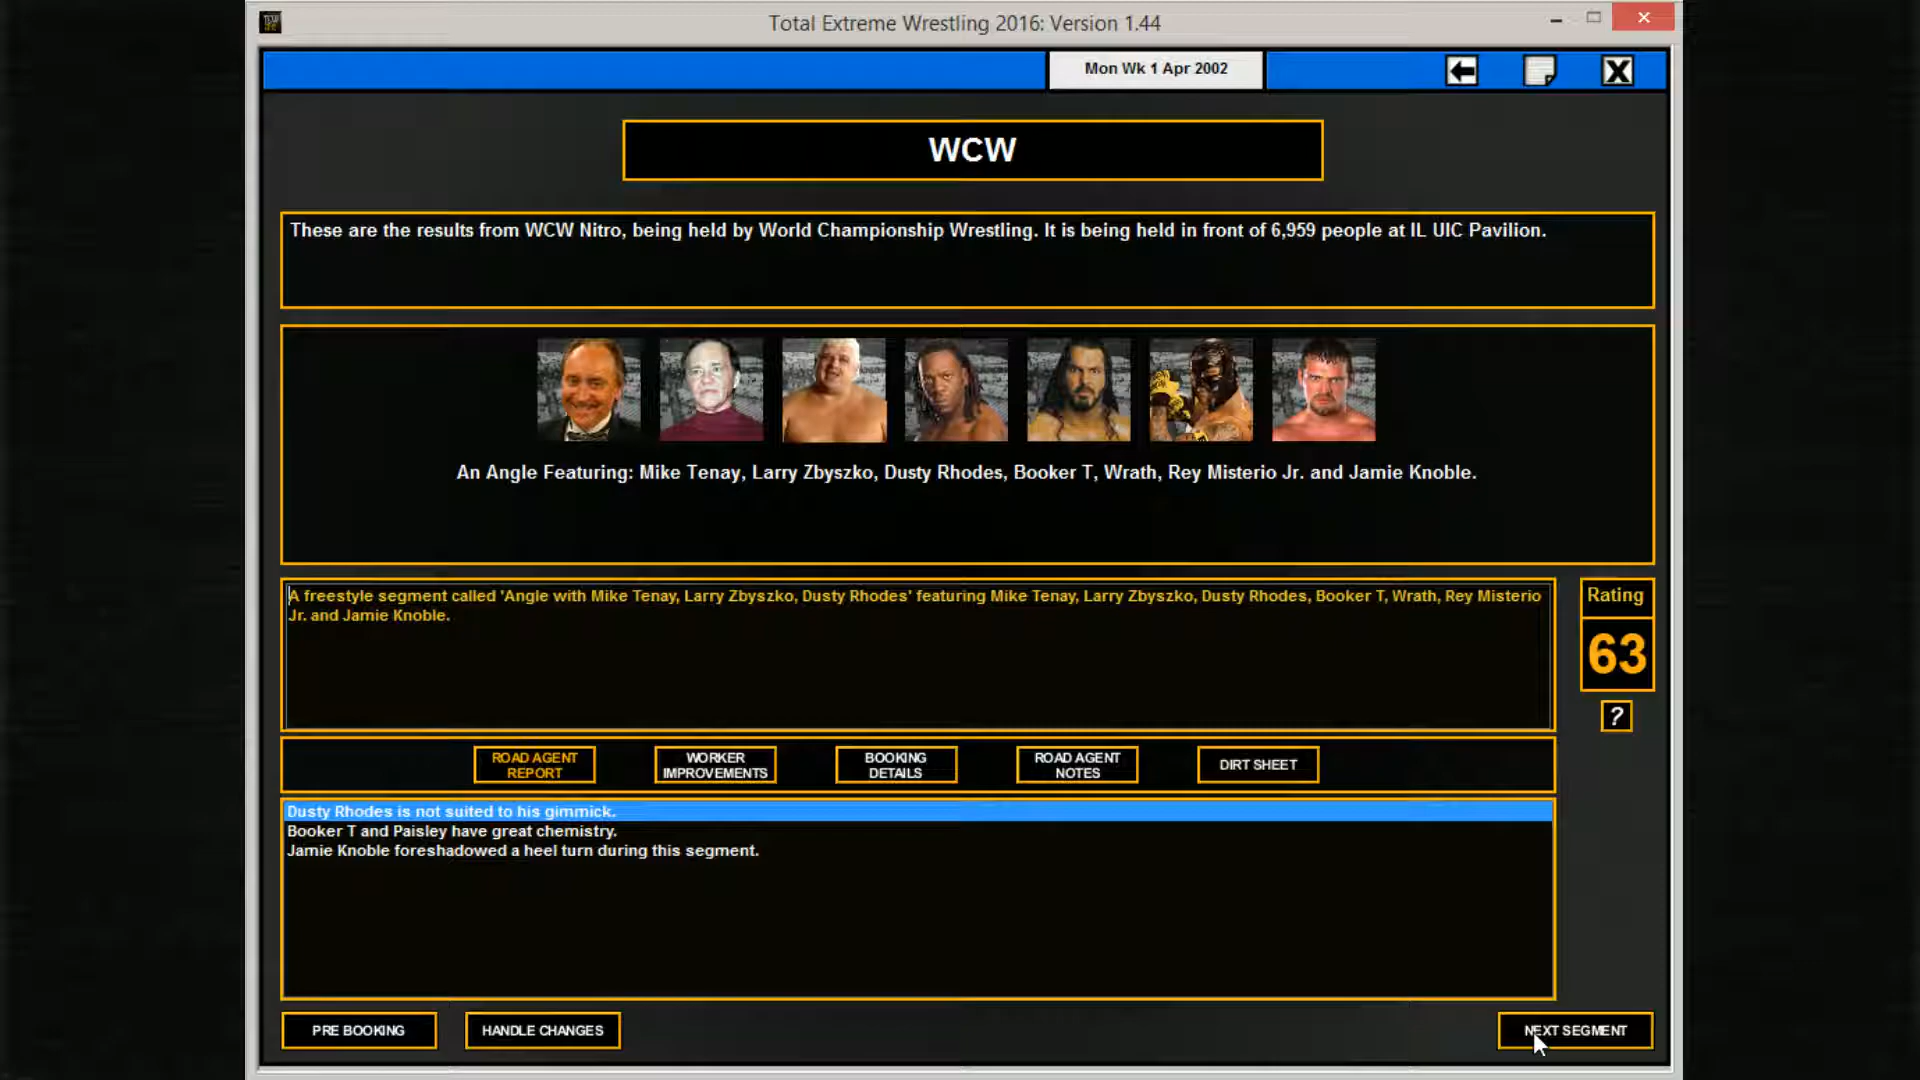 Total Extreme Wrestling 2016: Version 1.44
Mon Wk 1 Apr 2002
WCW
These are the results from WCW Nitro, being held by World Championship Wrestling. It is being held in front of 6,959 people at IL UIC Pavilion.
An Angle Featuring: Mike Tenay, Larry Zbyszko, Dusty Rhodes, Booker T, Wrath, Rey Misterio Jr. and Jamie Knoble.
A freestyle segment called 'Angle with Mike Tenay, Larry Zbyszko, Dusty Rhodes' featuring Mike Tenay, Larry Zbyszko, Dusty Rhodes, Booker T, Wrath, Rey Misterio
Jr. and Jamie Knoble.
Rating
63
?
ROAD AGENT
REPORT
WORKER
IMPROVEMENTS
BOOKING
DETAILS
ROAD AGENT
NOTES
DIRT SHEET
Dusty Rhodes is not suited to his gimmick.
Booker T and Paisley have great chemistry.
Jamie Knoble foreshadowed a heel turn during this segment.
PRE BOOKING
HANDLE CHANGES
NEXT SEGMENT